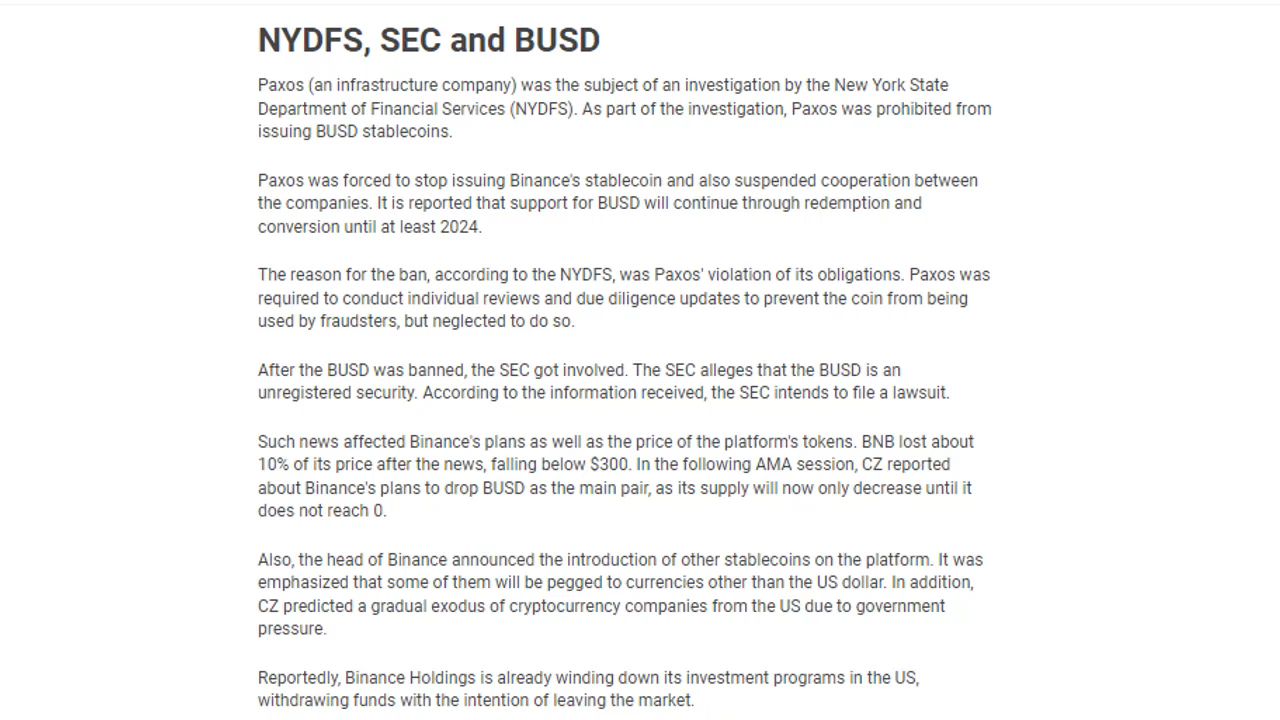 NYDFS, SEC and BUSD
Paxos (an infrastructure company) was the subject of an investigation by the New York State
Department of Financial Services (NYDFS). As part of the investigation, Paxos was prohibited from
issuing BUSD stablecoins.
Paxos was forced to stop issuing Binance's stablecoin and also suspended cooperation between
the companies. It is reported that support for BUSD will continue through redemption and
conversion until at least 2024.
The reason for the ban, according to the NYDFS, was Paxos' violation of its obligations. Paxos was
required to conduct individual reviews and due diligence updates to prevent the coin from being
used by fraudsters, but neglected to do so.
After the BUSD was banned, the SEC got involved. The SEC alleges that the BUSD is an
unregistered security. According to the information received, the SEC intends to file a lawsuit.
Such news affected Binance's plans as well as the price of the platform's tokens. BNB lost about
10% of its price after the news, falling below $300. In the following AMA session, CZ reported
about Binance's plans to drop BUSD as the main pair, as its supply will now only decrease until it
does not reach 0.
Also, the head of Binance announced the introduction of other stablecoins on the platform. It was
emphasized that some of them will be pegged to currencies other than the US dollar. In addition,
CZ predicted a gradual exodus of cryptocurrency companies from the US due to government
pressure.
Reportedly, Binance Holdings is already winding down its investment programs in the US,
withdrawing funds with the intention of leaving the market.